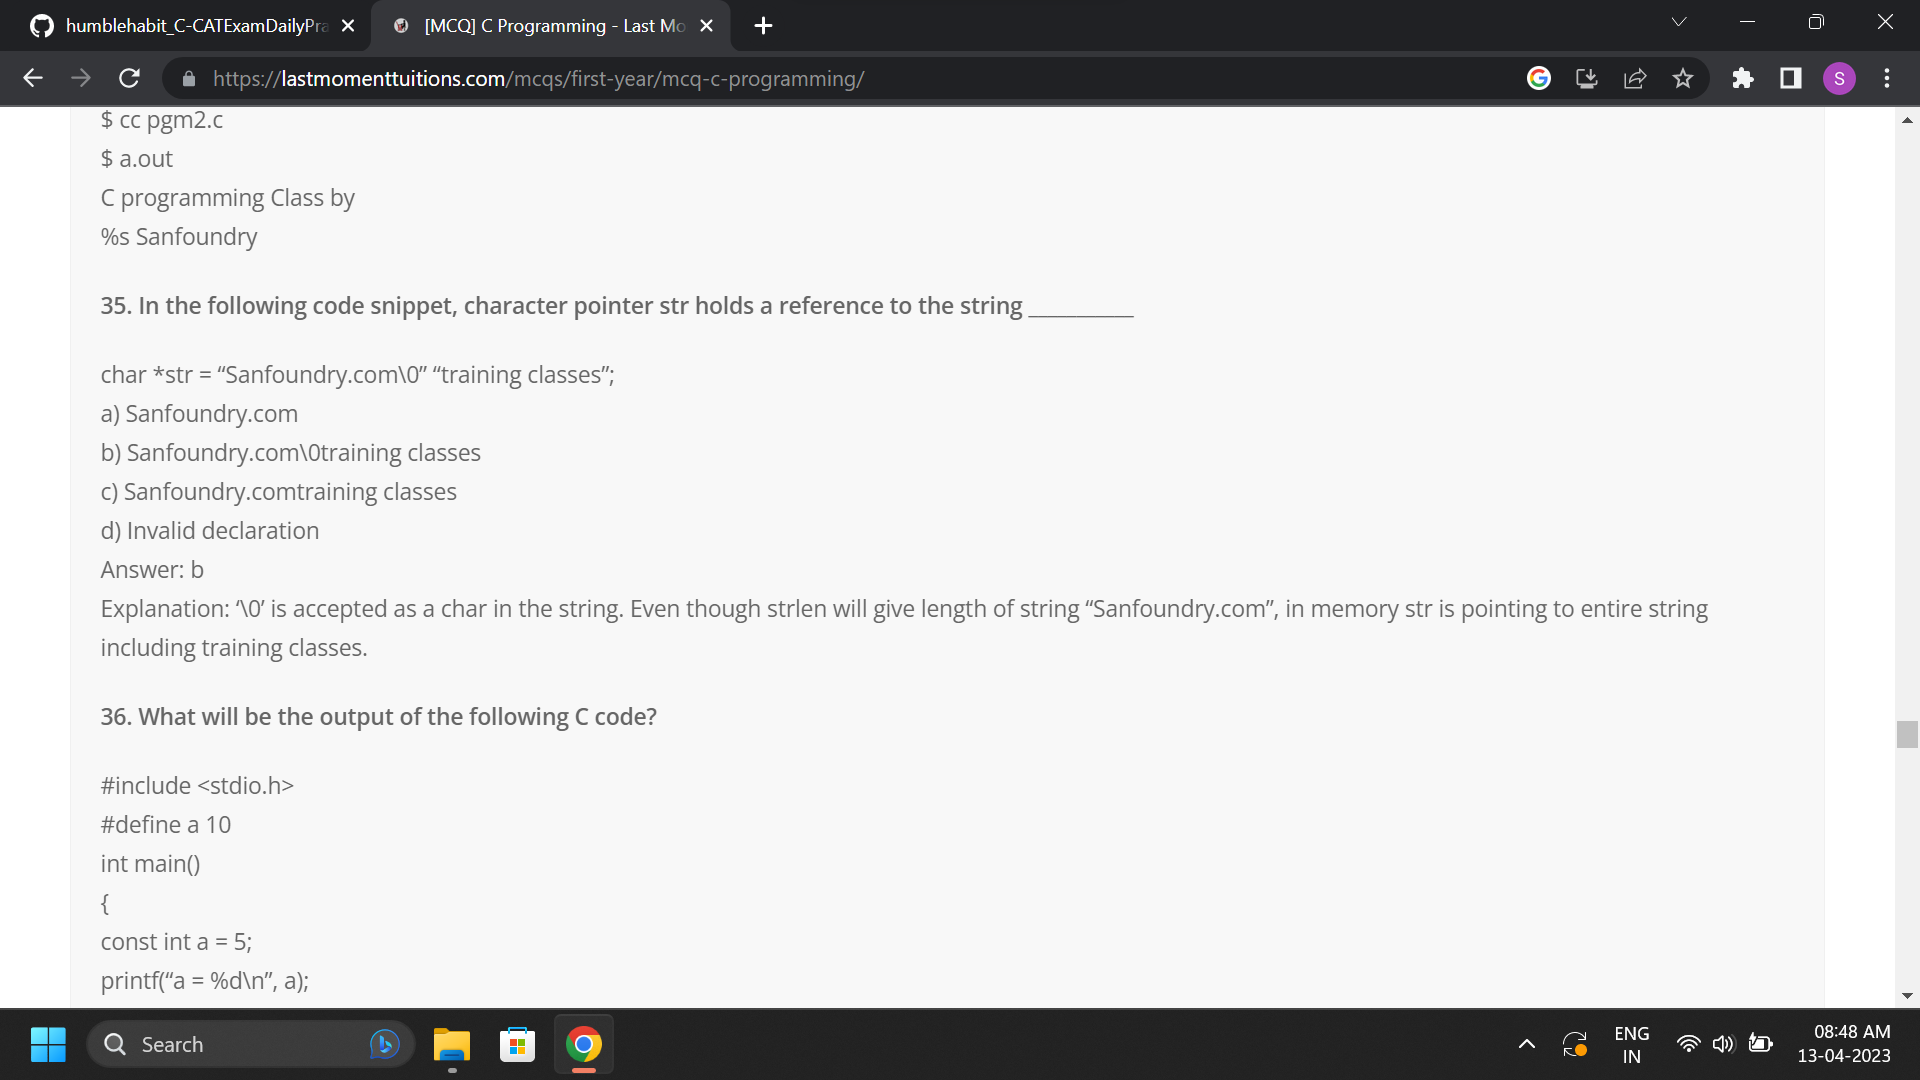 humblehabit_C-CATExamDailyPra
[MCQ] C Programming - Last Mo
https://lastmomenttuitions.com/mcqs/first-year/mcq-c-programming/
S
$ cc pgm2.c
$ a.out
C programming Class by
%s Sanfoundry
35. In the following code snippet, character pointer str holds a reference to the string ___________
char *str = “Sanfoundry.com\0” “training classes”;
a) Sanfoundry.com
b) Sanfoundry.com\0training classes
c) Sanfoundry.comtraining classes
d) Invalid declaration
Answer: b
Explanation: ‘\0’ is accepted as a char in the string. Even though strlen will give length of string “Sanfoundry.com”, in memory str is pointing to entire string
including training classes.
36. What will be the output of the following C code?
#include <stdio.h>
#define a 10
int main()
{
const int a = 5;
printf(“a = %d\n”, a);
Search
ENG
IN
08:48 AM
13-04-2023